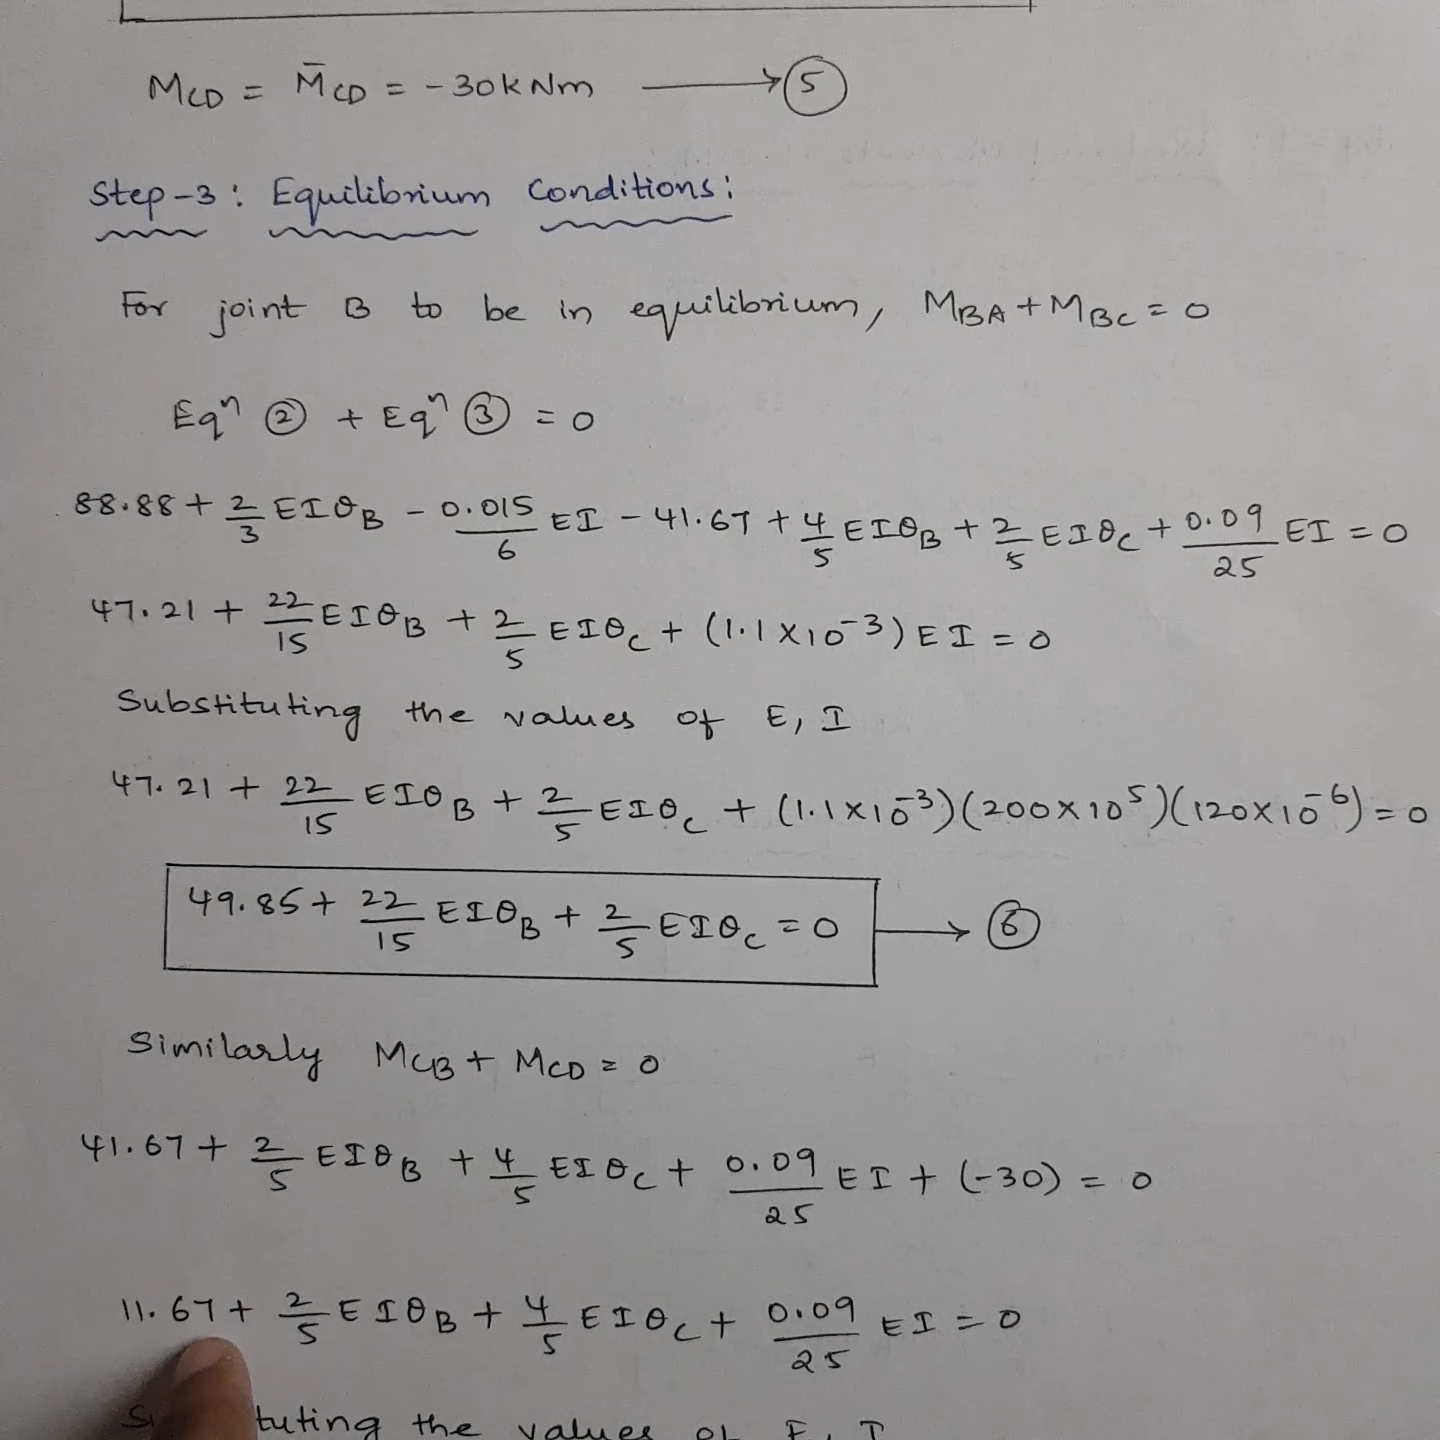 MCD = M̄CD = -30kNm ⟶ ⑤
Step-3: Equilibrium Conditions:
For joint B to be in equilibrium, MBA + MBC = 0
Eqⁿ ② + Eqⁿ ③ = 0
88.88 + 2/3 EIθB - 0.015/6 EI - 41.67 + 4/5 EIθB + 2/5 EIθC + 0.09/25 EI = 0
47.21 + 22/15 EIθB + 2/5 EIθC + (1.1×10⁻³) EI = 0
Substituting the values of E, I
47.21 + 22/15 EIθB + 2/5 EIθC + (1.1×10⁻³)(200×10⁵)(120×10⁻⁶) = 0
49.85 + 22/15 EIθB + 2/5 EIθC = 0 ⟶ ⑥
Similarly MCB + MCD = 0
41.67 + 2/5 EIθB + 4/5 EIθC + 0.09/25 EI + (-30) = 0
11.67 + 2/5 EIθB + 4/5 EIθC + 0.09/25 EI = 0
the values of E, I